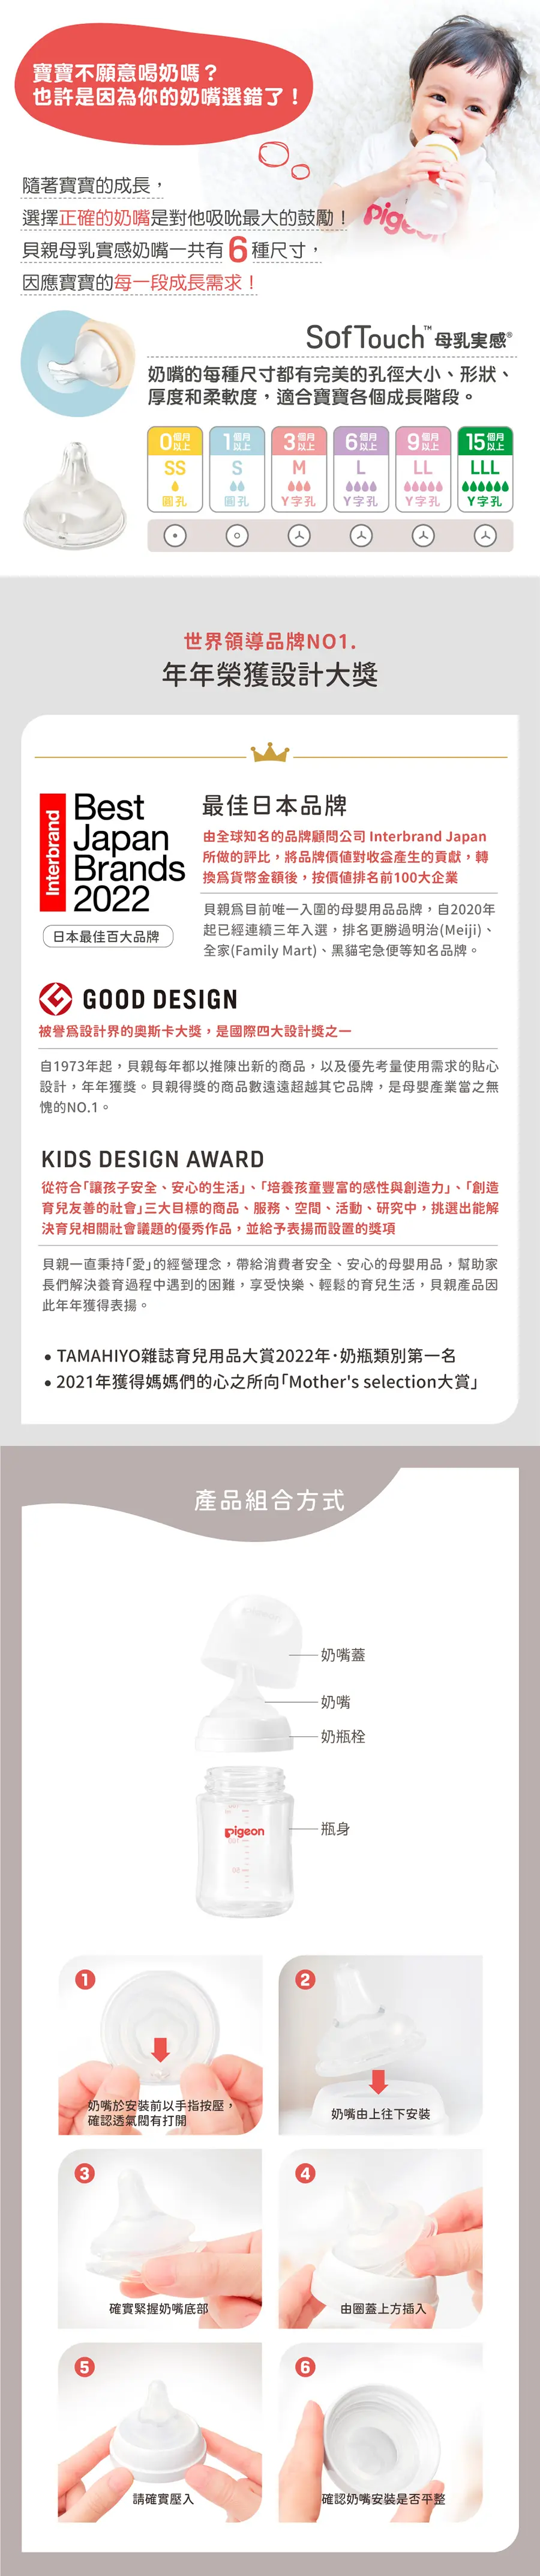 寶寶不願意喝奶嗎？
也許是因為你的奶嘴選錯了！
隨著寶寶的成長，
選擇正確的奶嘴是對他吸吮最大的鼓勵！
貝親母乳實感奶嘴一共有6種尺寸，
因應寶寶的每一段成長需求！
SofTouch™ 母乳実感®
奶嘴的每種尺寸都有完美的孔徑大小、形狀、
厚度和柔軟度，適合寶寶各個成長階段。
0個月以上 1個月以上 3個月以上 6個月以上 9個月以上 15個月以上
SS S M L LL LLL
圓孔 圓孔 Y字孔 Y字孔 Y字孔 Y字孔
世界領導品牌NO1.
年年榮獲設計大獎
Interbrand
Best
Japan
Brands
2022
日本最佳百大品牌
最佳日本品牌
由全球知名的品牌顧問公司 Interbrand Japan
所做的評比，將品牌價值對收益產生的貢獻，轉
換為貨幣金額後，按價值排名前100大企業
貝親為目前唯一入圍的母嬰用品品牌，自2020年
起已經連續三年入選，排名更勝過明治(Meiji)、
全家(Family Mart)、黑貓宅急便等知名品牌。
GOOD DESIGN
被譽為設計界的奧斯卡大獎，是國際四大設計獎之一
自1973年起，貝親每年都以推陳出新的商品，以及優先考量使用需求的貼心
設計，年年獲獎。貝親得獎的商品數遠遠超越其它品牌，是母嬰產業當之無
愧的NO.1。
KIDS DESIGN AWARD
從符合「讓孩子安全、安心的生活」、「培養孩童豐富的感性與創造力」、「創造
育兒友善的社會」三大目標的商品、服務、空間、活動、研究中，挑選出能解
決育兒相關社會議題的優秀作品，並給予表揚而設置的獎項
貝親一直秉持「愛」的經營理念，帶給消費者安全、安心的母嬰用品，幫助家
長們解決養育過程中遇到的困難，享受快樂、輕鬆的育兒生活，貝親產品因
此年年獲得表揚。
• TAMAHIYO雜誌育兒用品大賞2022年·奶瓶類別第一名
• 2021年獲得媽媽們的心之所向「Mother's selection大賞」
產品組合方式
奶嘴蓋
奶嘴
奶瓶栓
瓶身
pigeon
1
奶嘴於安裝前以手指按壓，
確認透氣閥有打開
2
奶嘴由上往下安裝
3
確實緊握奶嘴底部
4
由圈蓋上方插入
5
請確實壓入
6
確認奶嘴安裝是否平整